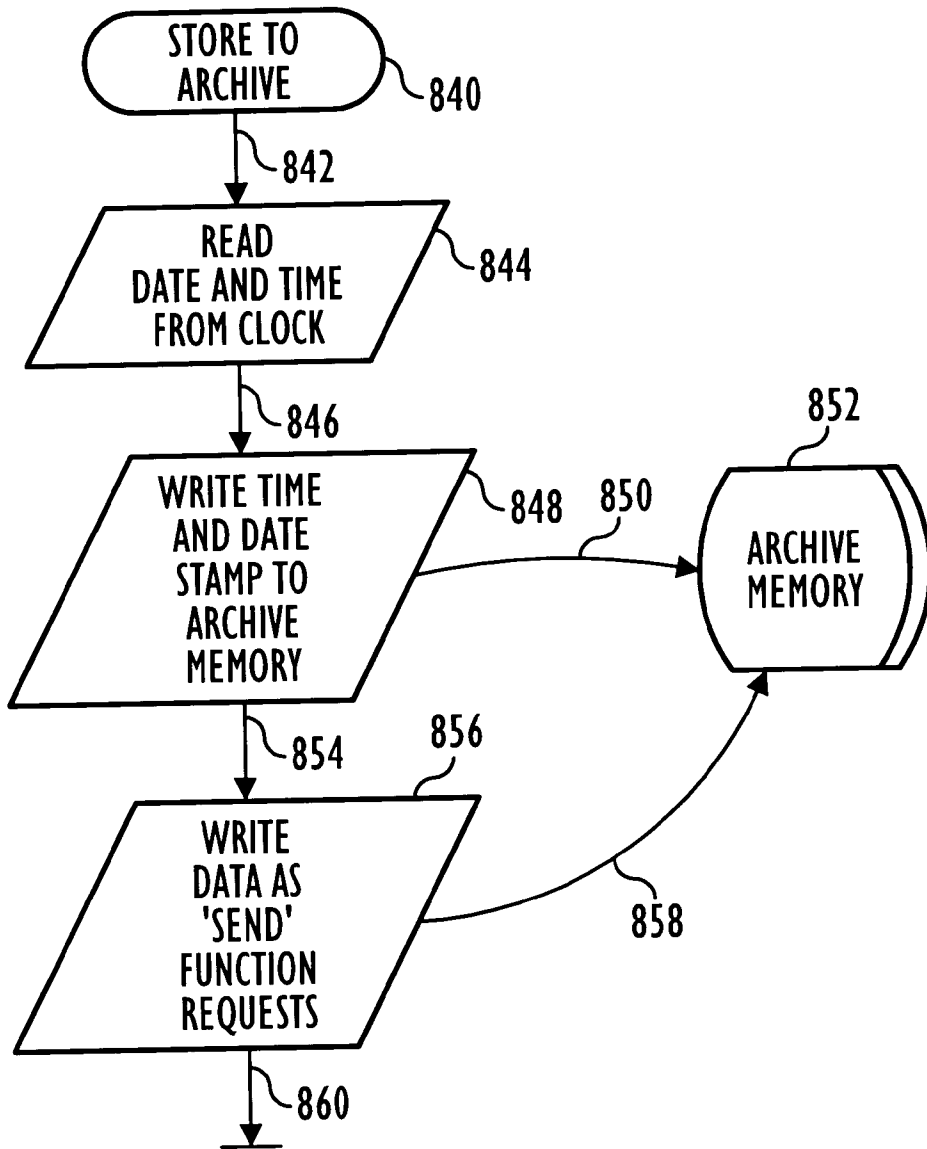 STORE TO
ARCHIVE
840
842
READ
DATE AND TIME
FROM CLOCK
844
846
WRITE TIME
AND DATE
STAMP TO
ARCHIVE
MEMORY
848
850
852
ARCHIVE
MEMORY
854
856
WRITE
DATA AS
'SEND'
FUNCTION
REQUESTS
858
860